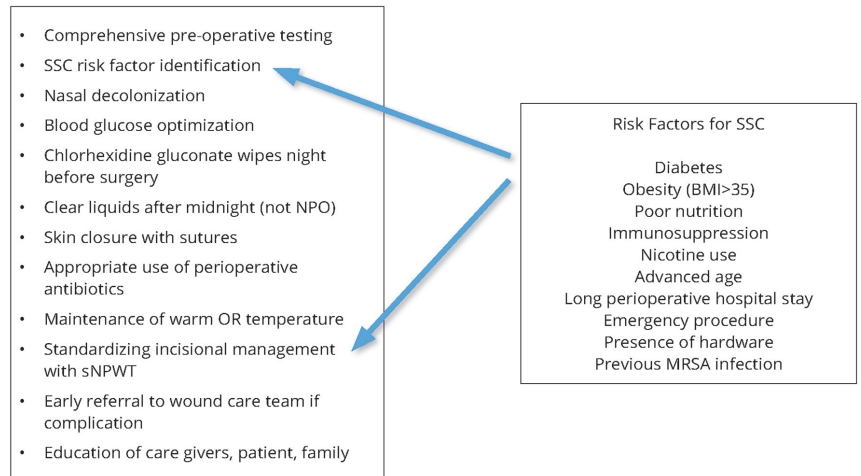 • Comprehensive pre-operative testing
• SSC risk factor identification
• Nasal decolonization
• Blood glucose optimization
• Chlorhexidine gluconate wipes night
before surgery
• Clear liquids after midnight (not NPO)
• Skin closure with sutures
• Appropriate use of perioperative
antibiotics
• Maintenance of warm OR temperature
• Standardizing incisional management
with sNPWT
• Early referral to wound care team if
complication
• Education of care givers, patient, family
Risk Factors for SSC
Diabetes
Obesity (BMI>35)
Poor nutrition
Immunosuppression
Nicotine use
Advanced age
Long perioperative hospital stay
Emergency procedure
Presence of hardware
Previous MRSA infection